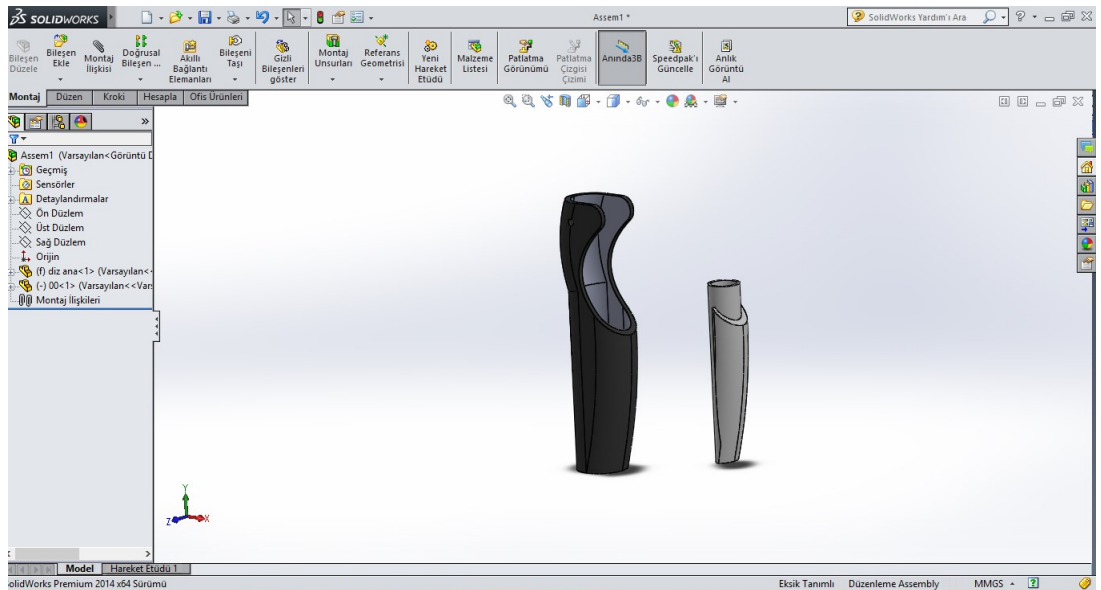 SOLIDWORKS
Assem1 *
SolidWorks Yardım'ı Ara
Bileşen Düzele
Bileşen Ekle
Montaj İlişkisi
Doğrusal Bileşen ...
Akıllı Bağlantı Elemanları
Bileşeni Taşı
Gizli Bileşenleri göster
Montaj Unsurları
Referans Geometrisi
Yeni Hareket Etüdü
Malzeme Listesi
Patlatma Görünümü
Patlatma Çizgisi Çizimi
Anında3B
Speedpak'ı Güncelle
Anlık Görüntü Al
Montaj
Düzen
Kroki
Hesapla
Ofis Ürünleri
Assem1 (Varsayılan<Görüntü D
Geçmiş
Sensörler
Detaylandırmalar
Ön Düzlem
Üst Düzlem
Sağ Düzlem
Orijin
(f) diz ana<1> (Varsayılan<<
(-) 00<1> (Varsayılan<<Var
Montaj İlişkileri
Y
Z X
Model
Hareket Etüdü 1
SolidWorks Premium 2014 x64 Sürümü
Eksik Tanımlı
Düzenleme Assembly
MMGS